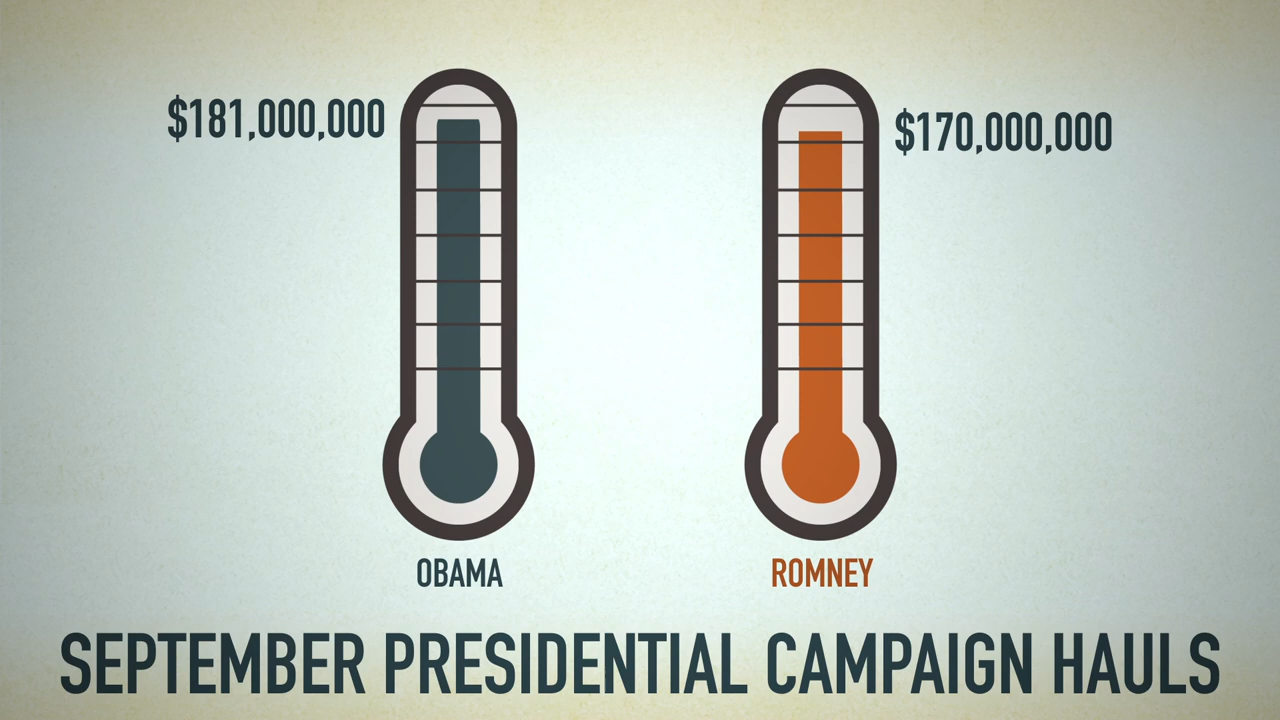 $181,000,000
$170,000,000
OBAMA
ROMNEY
SEPTEMBER PRESIDENTIAL CAMPAIGN HAULS